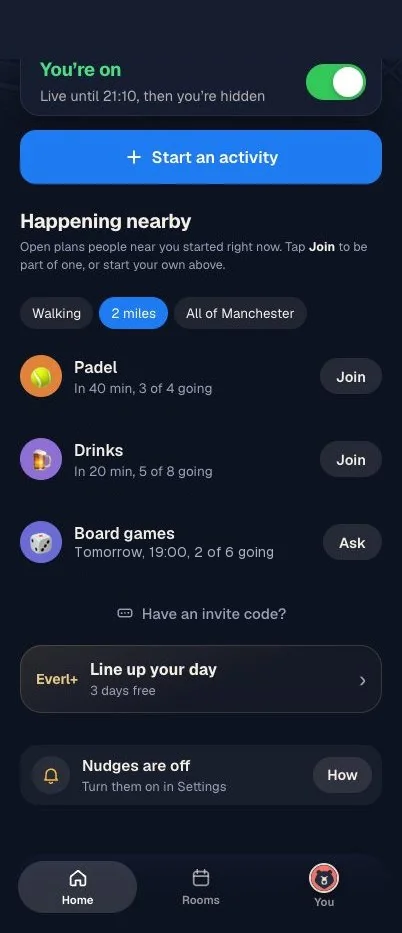 You're on
Live until 21:10, then you're hidden
+ Start an activity
Happening nearby
Open plans people near you started right now. Tap Join to be
part of one, or start your own above.
Walking
2 miles
All of Manchester
Padel
In 40 min, 3 of 4 going
Join
Drinks
In 20 min, 5 of 8 going
Join
Board games
Tomorrow, 19:00, 2 of 6 going
Ask
Have an invite code?
Everl+
Line up your day
3 days free
Nudges are off
Turn them on in Settings
How
Home
Rooms
You